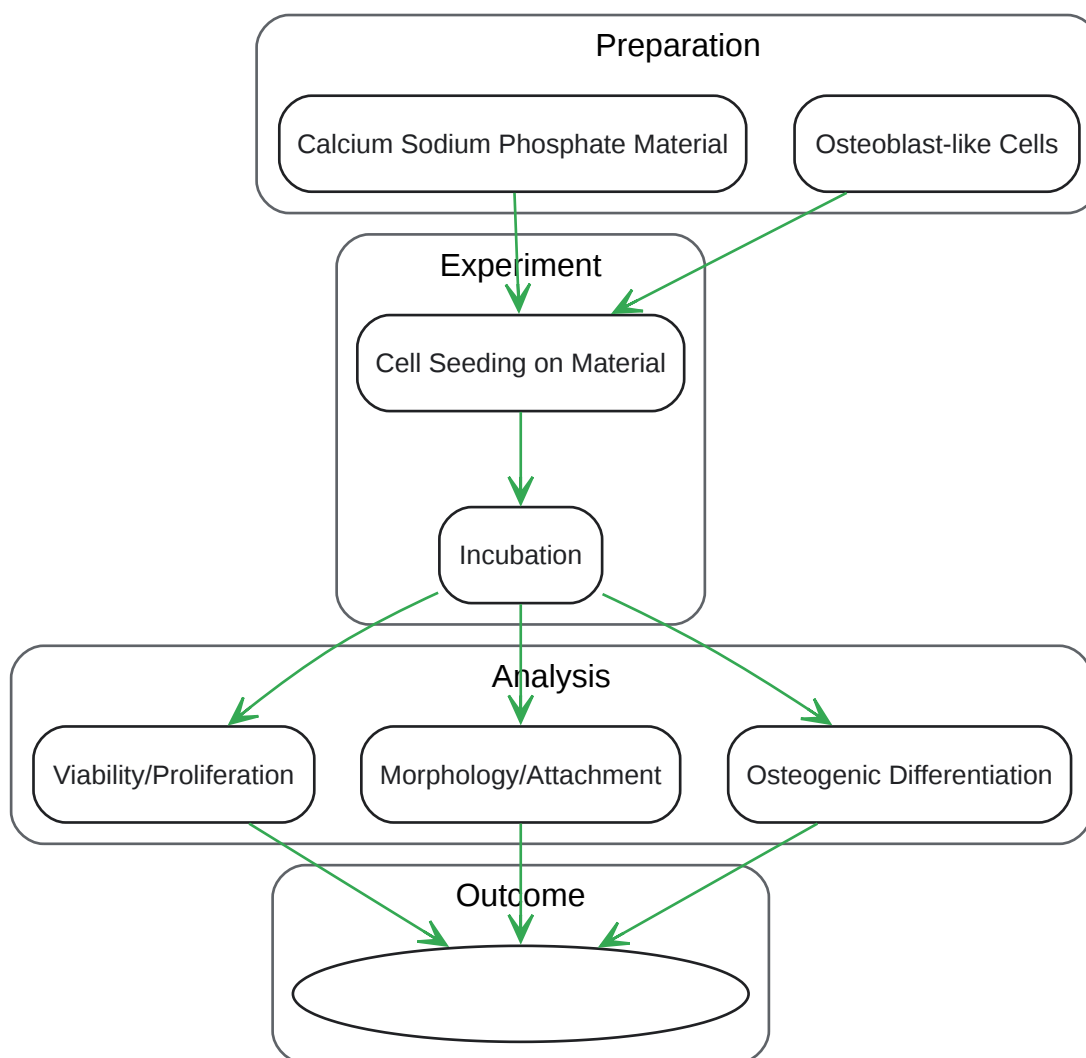 Preparation
Calcium Sodium Phosphate Material
Osteoblast-like Cells
Experiment
Cell Seeding on Material
Incubation
Analysis
Viability/Proliferation
Morphology/Attachment
Osteogenic Differentiation
Outcome